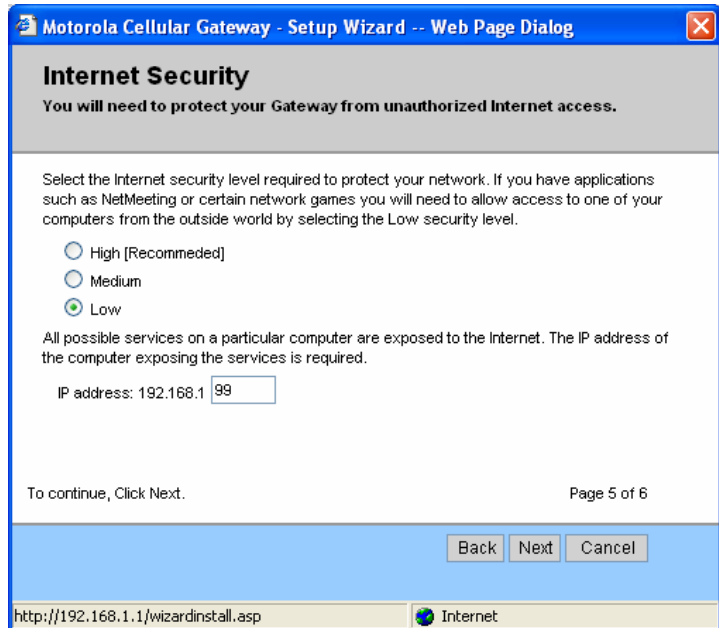 Motorola Cellular Gateway - Setup Wizard -- Web Page Dialog
Internet Security
You will need to protect your Gateway from unauthorized Internet access.
Select the Internet security level required to protect your network. If you have applications
such as NetMeeting or certain network games you will need to allow access to one of your
computers from the outside world by selecting the Low security level.
High [Recommeded]
Medium
Low
All possible services on a particular computer are exposed to the Internet. The IP address of
the computer exposing the services is required.
IP address: 192.168.1 99
To continue, Click Next. Page 5 of 6
Back Next Cancel
http://192.168.1.1/wizardinstall.asp Internet